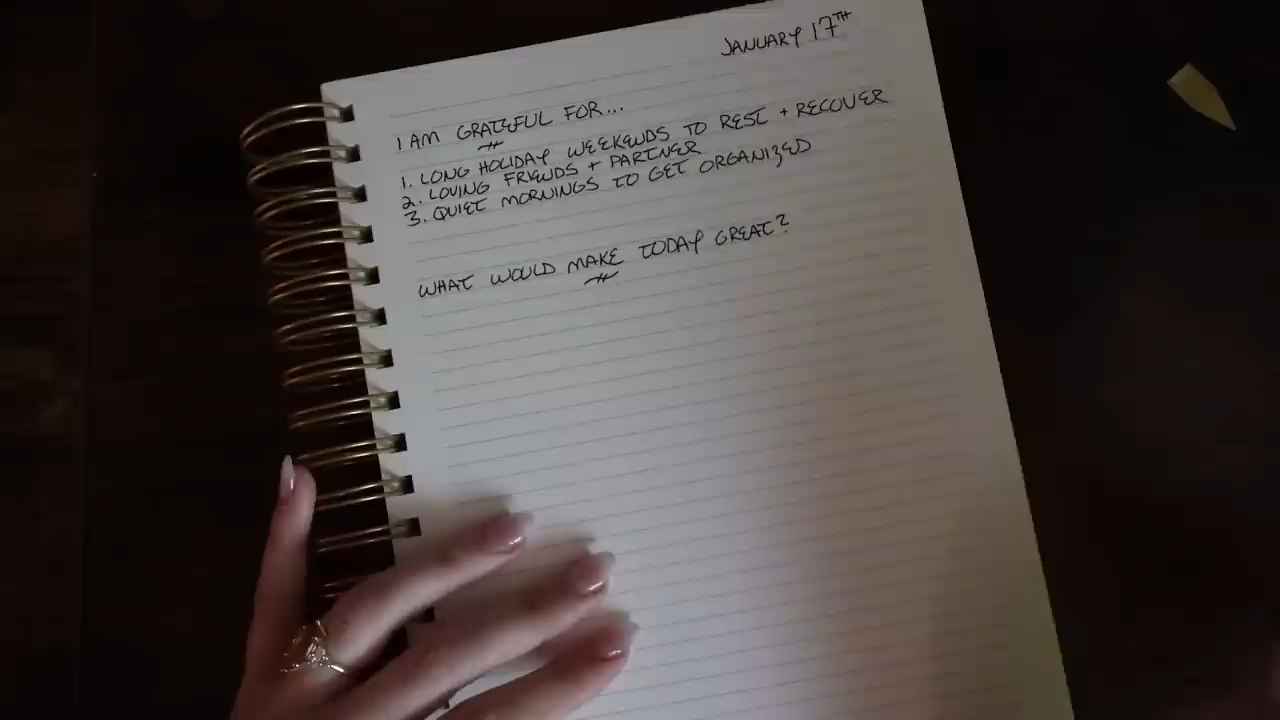 JANUARY 17TH
I AM GRATEFUL FOR...
1. LONG HOLIDAY WEEKENDS TO REST + RECOVER
2. LOVING FRIENDS + PARTNER
3. QUIET MORNINGS TO GET ORGANIZED
WHAT WOULD MAKE TODAY GREAT?